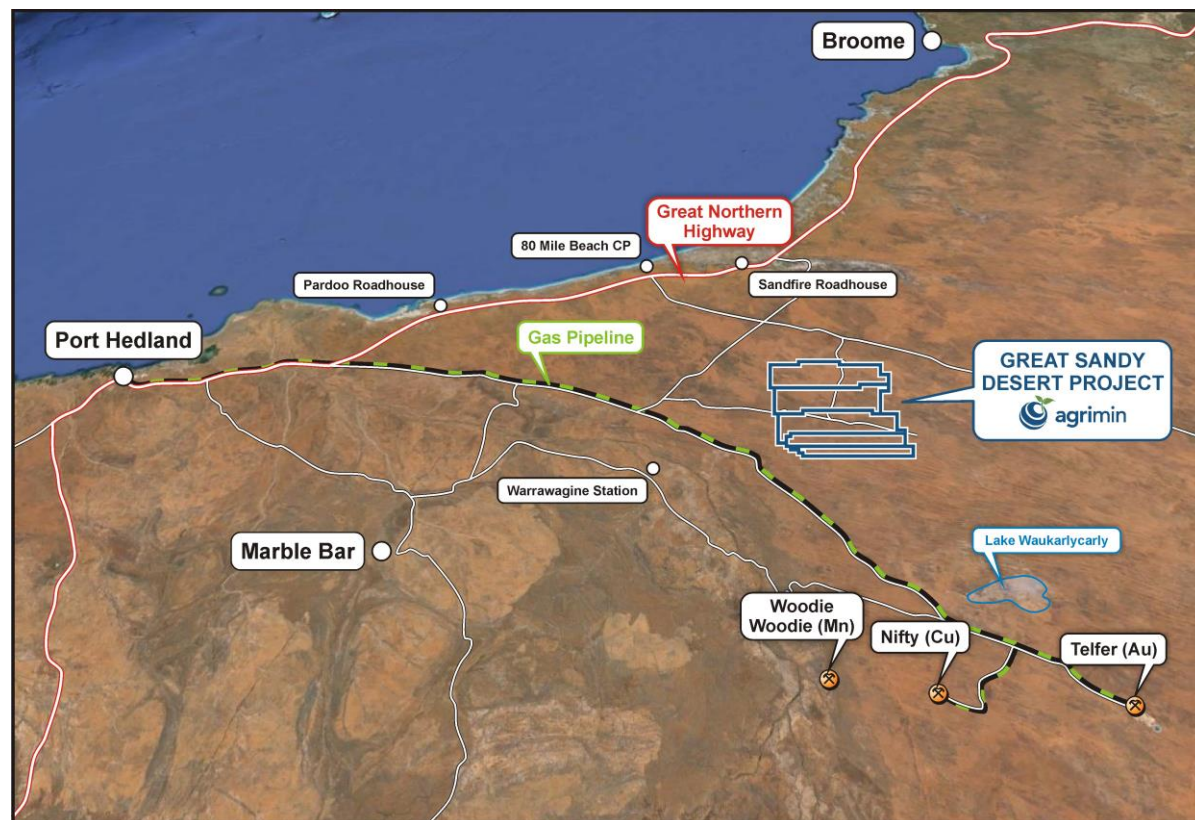 Broome
Great Northern
Highway
80 Mile Beach CP
Sandfire Roadhouse
Pardoo Roadhouse
Port Hedland
Gas Pipeline
GREAT SANDY
DESERT PROJECT
agrimin
Warrawagine Station
Marble Bar
Lake Waukarlycarly
Woodie
Woodie (Mn)
Nifty (Cu)
Telfer (Au)